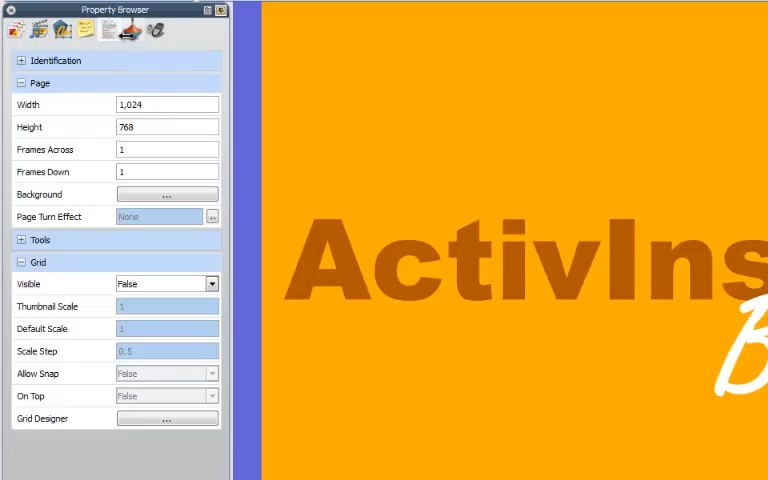 Property Browser
Identification
Page
Width 1,024
Height 768
Frames Across 1
Frames Down 1
Background ...
Page Turn Effect None ..
Tools
Grid
Visible False
Thumbnail Scale 1
Default Scale 1
Scale Step 0.5
Allow Snap False
On Top False
Grid Designer ...
ActivIns
B